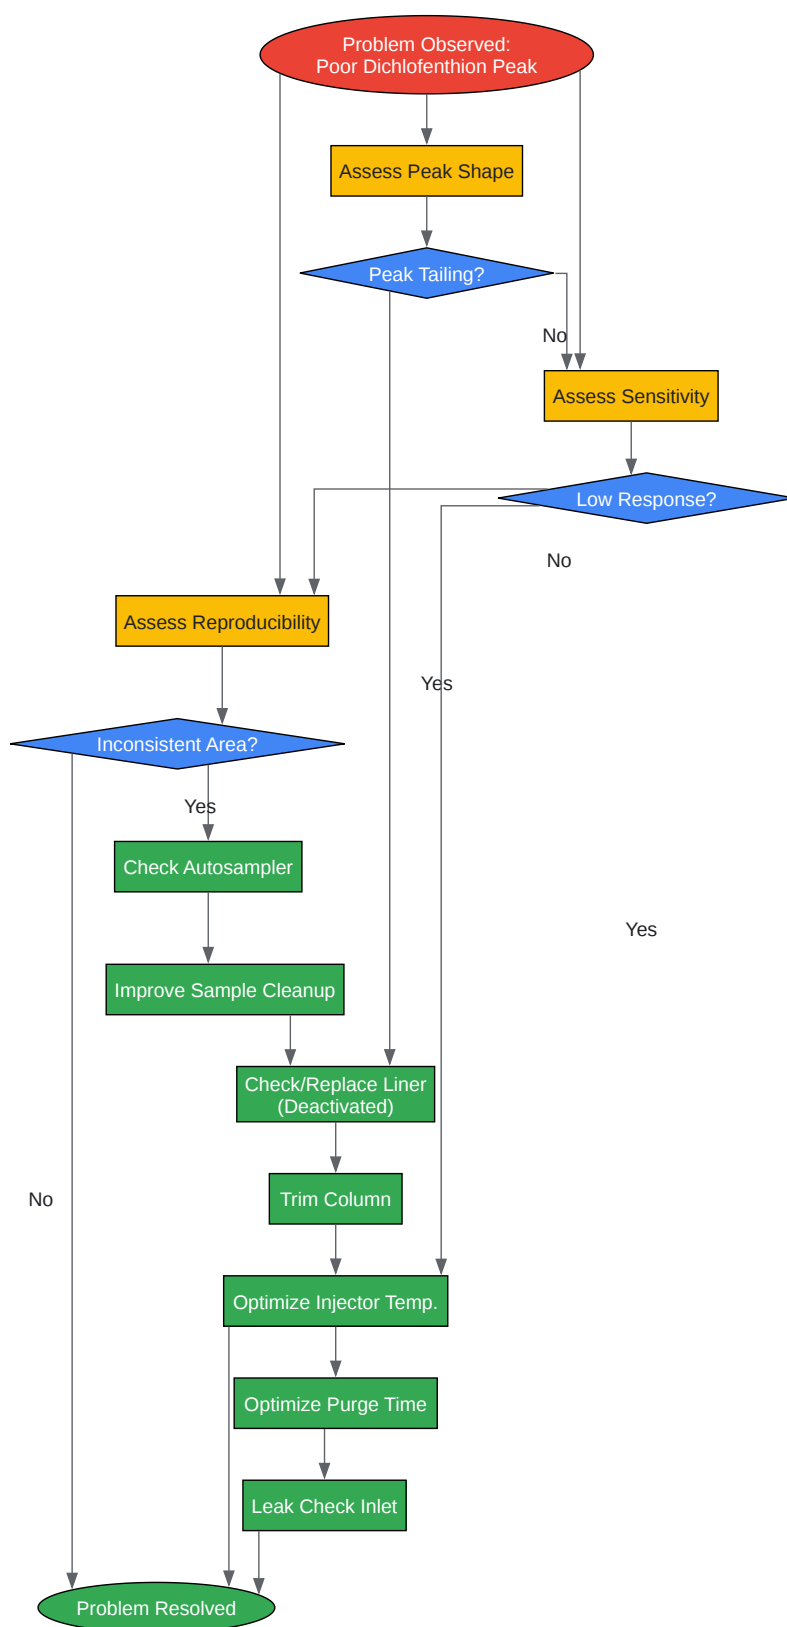 Problem Observed:
Poor Dichlofenthion Peak
Assess Peak Shape
Peak Tailing?
No
Assess Sensitivity
Low Response?
No
Assess Reproducibility
Yes
Inconsistent Area?
Yes
Check Autosampler
Yes
Improve Sample Cleanup
Check/Replace Liner
(Deactivated)
No
Trim Column
Optimize Injector Temp.
Optimize Purge Time
Leak Check Inlet
Problem Resolved